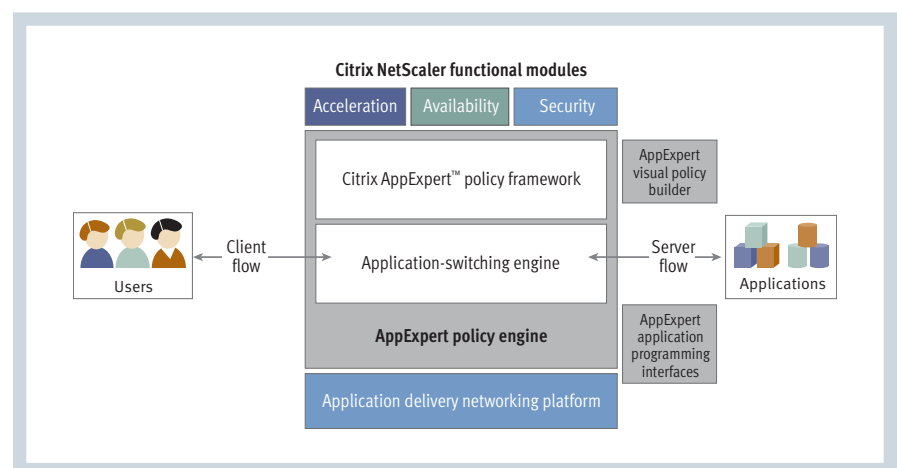 Citrix NetScaler functional modules
Acceleration
Availability
Security
Citrix AppExpert™ policy framework
AppExpert
visual policy
builder
Users
Client
flow
Application-switching engine
Server
flow
Applications
AppExpert policy engine
AppExpert
application
programming
interfaces
Application delivery networking platform